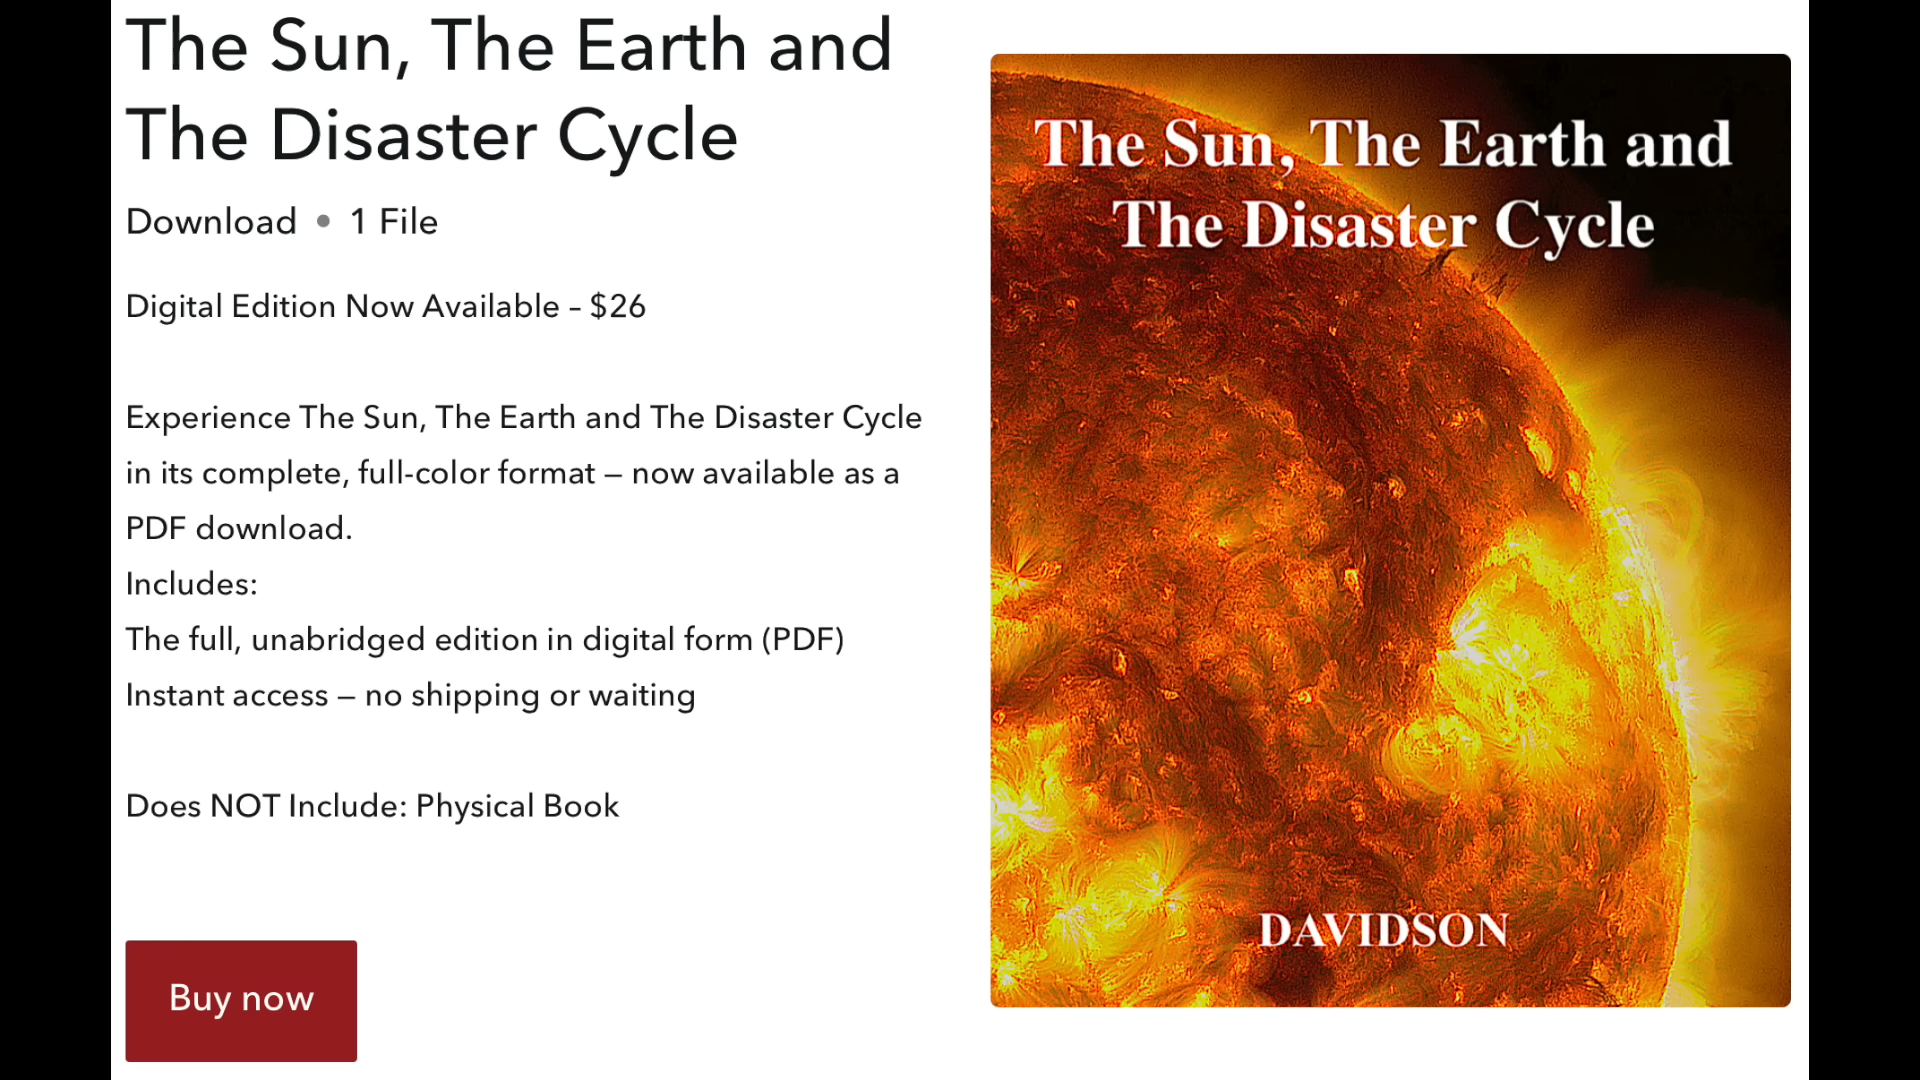 The Sun, The Earth and
The Disaster Cycle
Download • 1 File
Digital Edition Now Available – $26
Experience The Sun, The Earth and The Disaster Cycle
in its complete, full-color format — now available as a
PDF download.
Includes:
The full, unabridged edition in digital form (PDF)
Instant access — no shipping or waiting
Does NOT Include: Physical Book
Buy now
The Sun, The Earth and
The Disaster Cycle
DAVIDSON